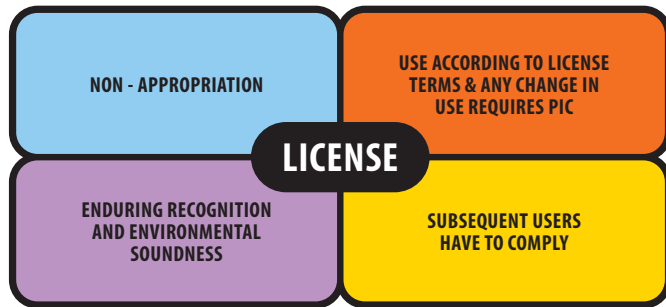 NON - APPROPRIATION
USE ACCORDING TO LICENSE
TERMS & ANY CHANGE IN
USE REQUIRES PIC
LICENSE
ENDURING RECOGNITION
AND ENVIRONMENTAL
SOUNDNESS
SUBSEQUENT USERS
HAVE TO COMPLY